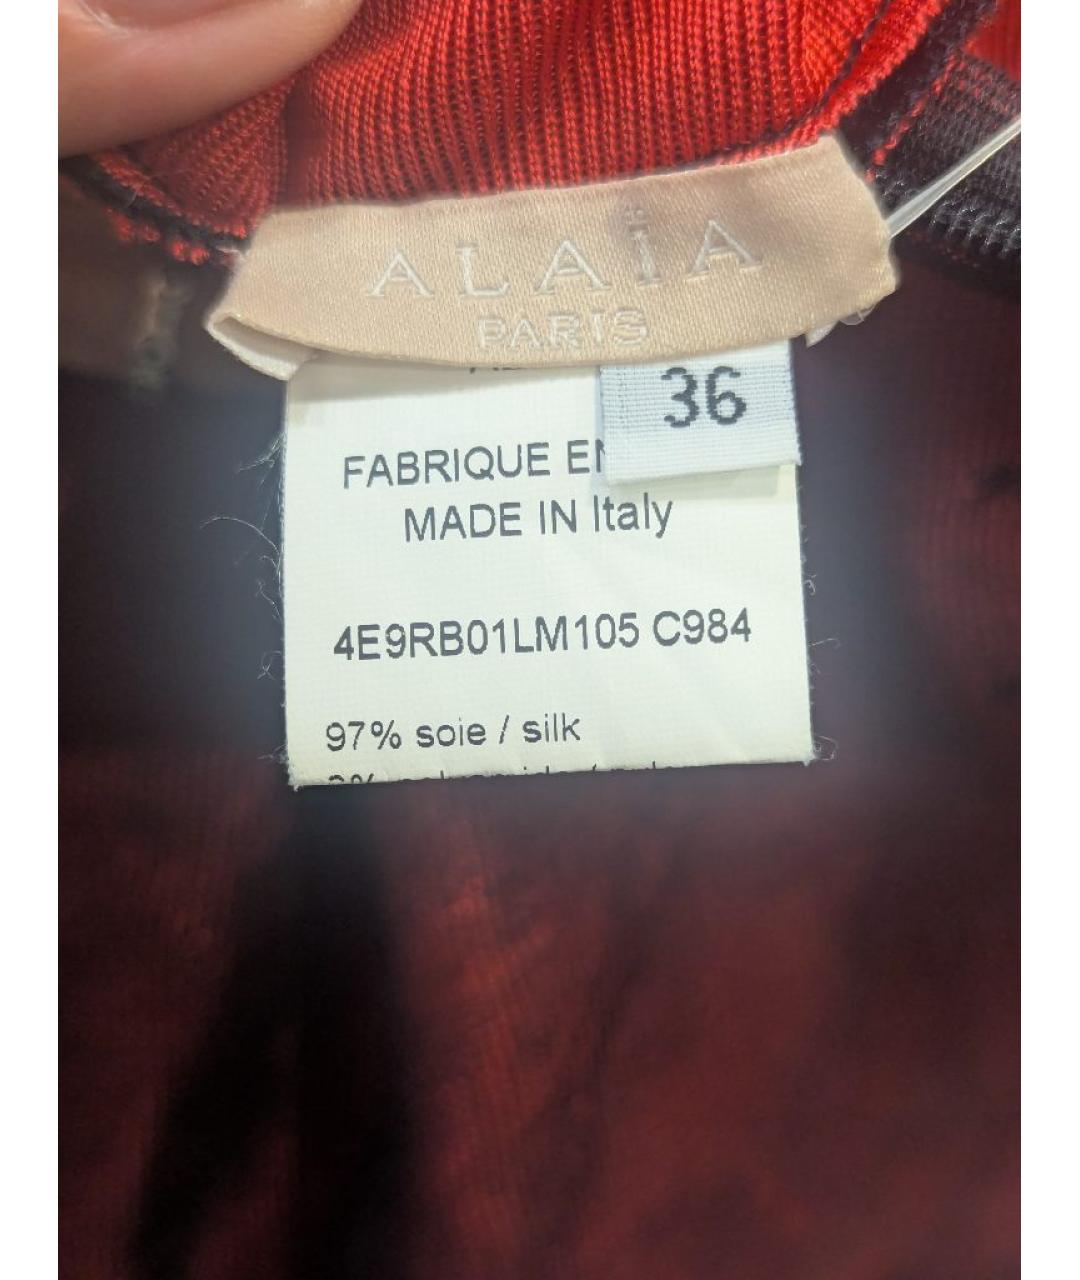 ALAÏA
PARIS
36
FABRIQUE EN
MADE IN Italy
4E9RB01LM105 C984
97% soie / silk